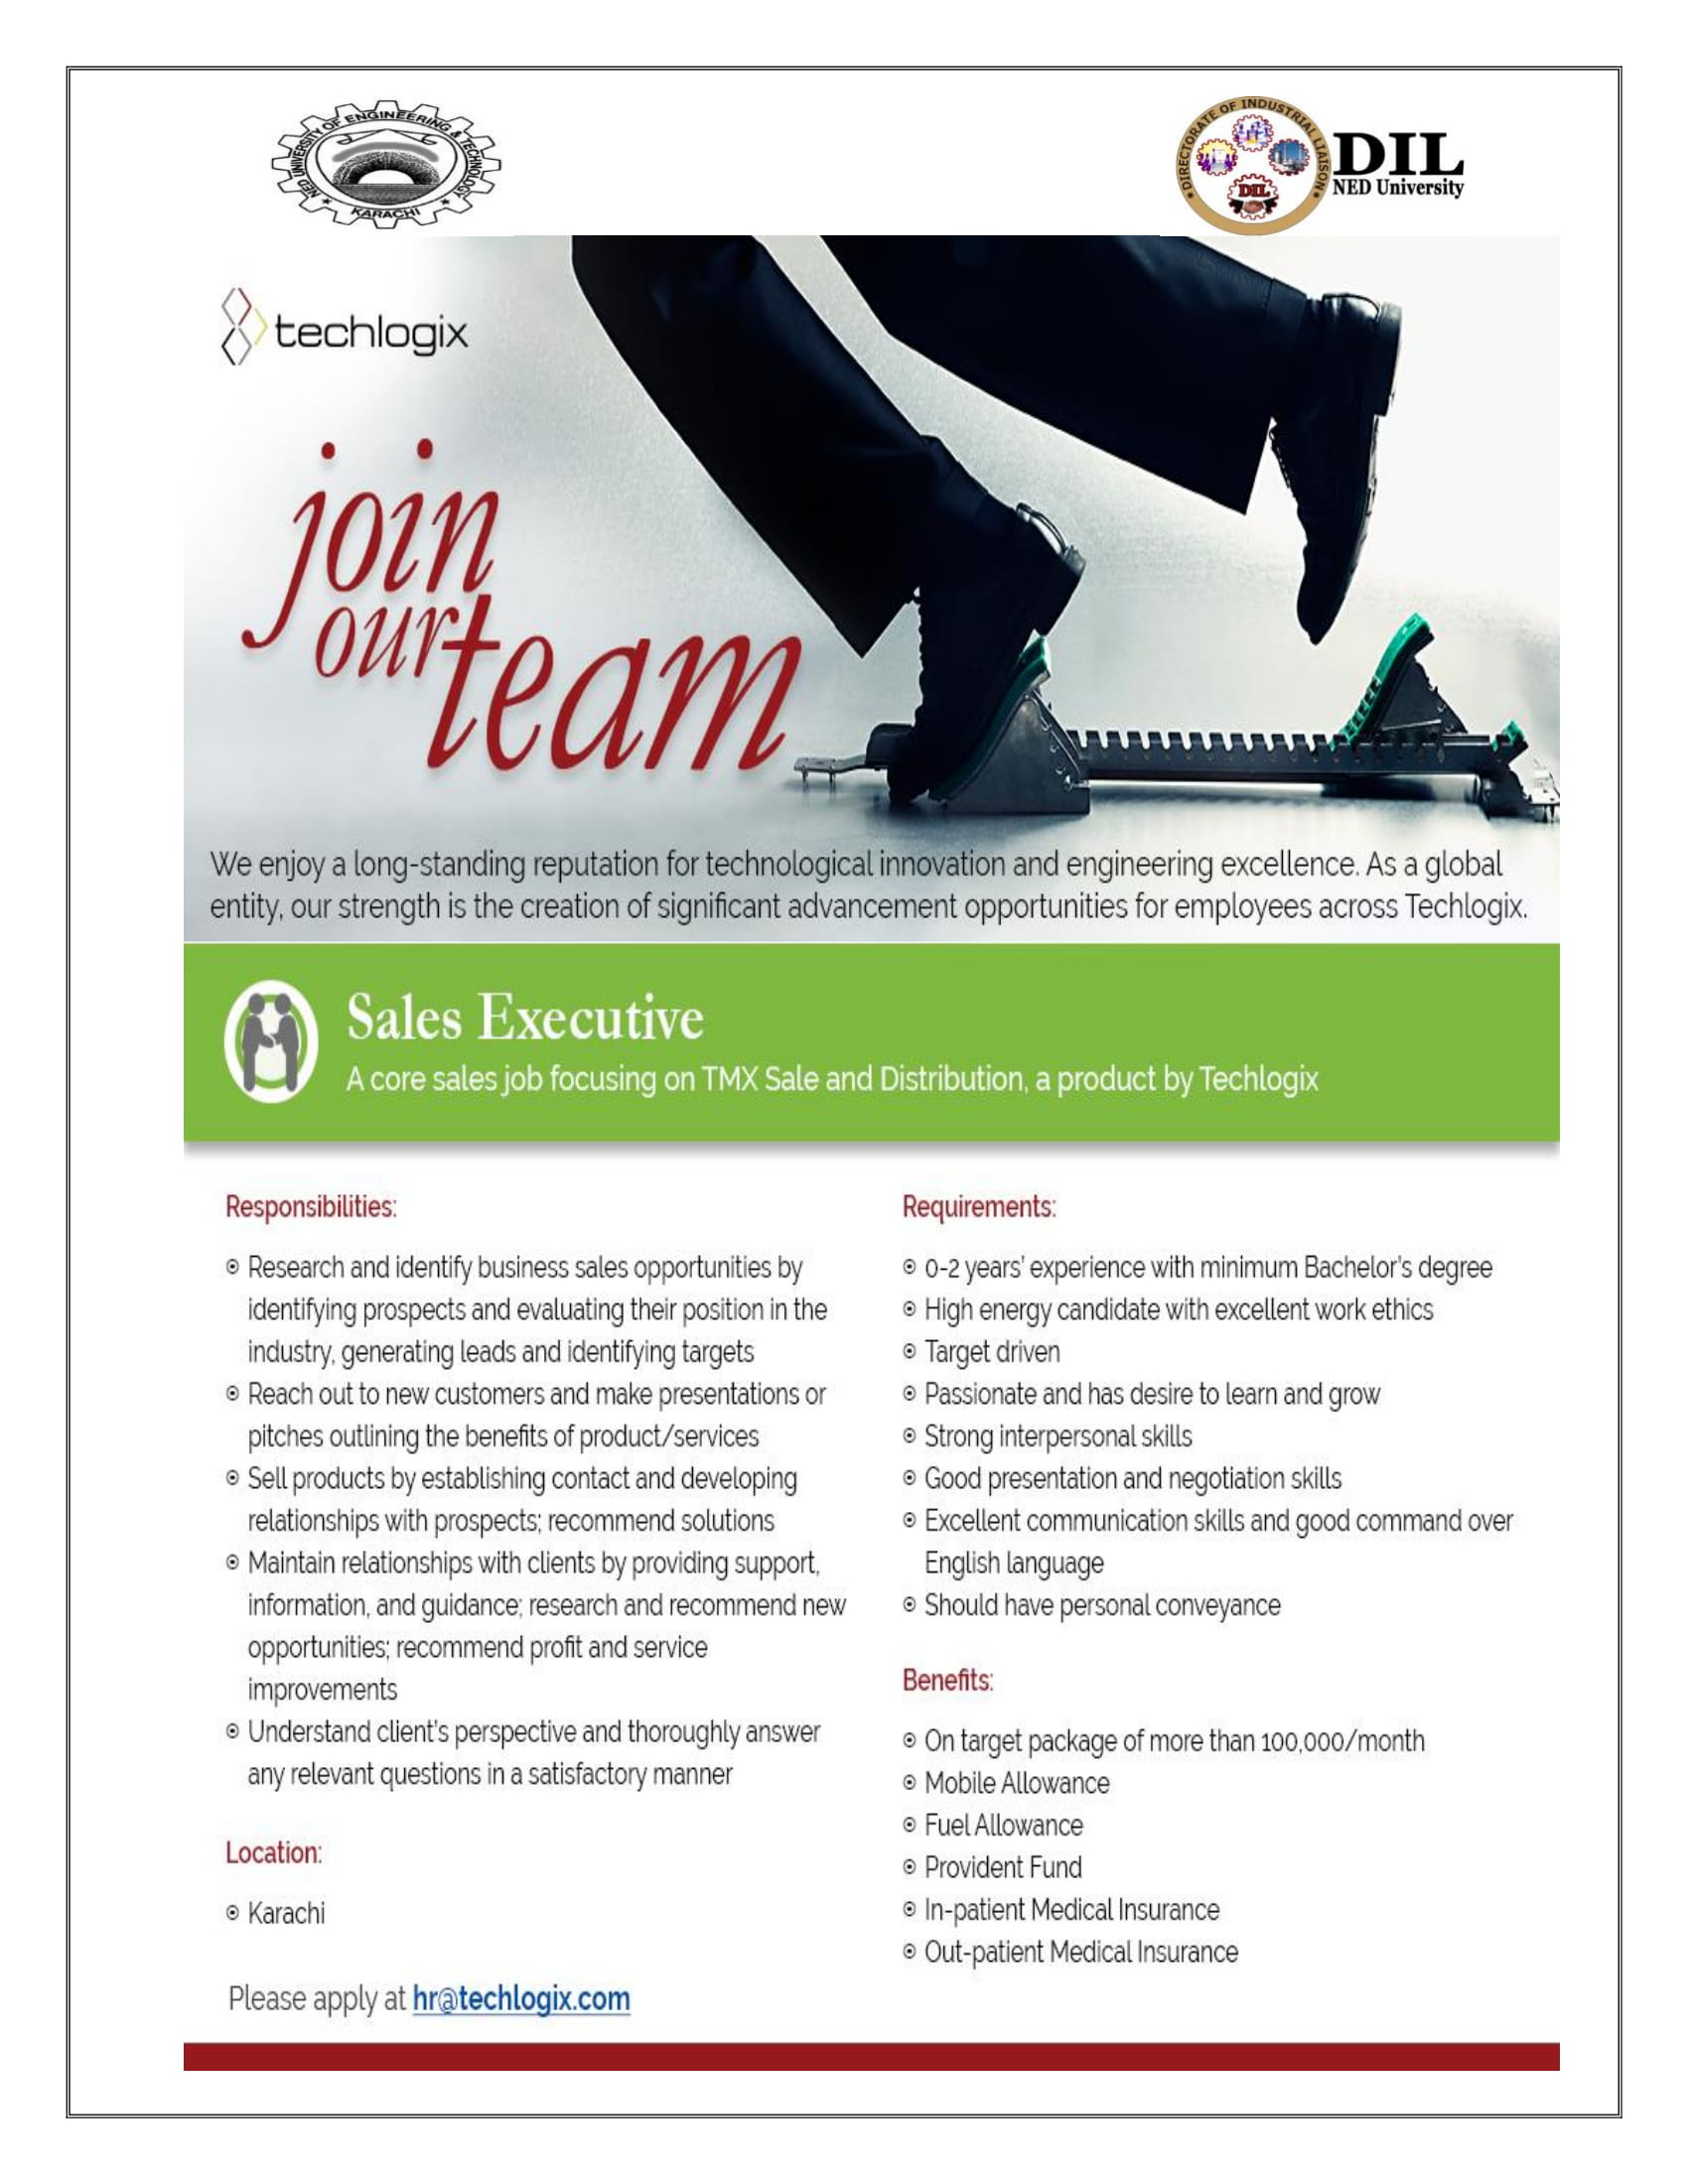 NED UNIVERSITY OF ENGINEERING & TECHNOLOGY
KARACHI
DIRECTORATE OF INDUSTRIAL LIAISON
DIL
DIL
NED University
techlogix
join
our team
We enjoy a long-standing reputation for technological innovation and engineering excellence. As a global
entity, our strength is the creation of significant advancement opportunities for employees across Techlogix.
Sales Executive
A core sales job focusing on TMX Sale and Distribution, a product by Techlogix
Responsibilities:
Research and identify business sales opportunities by
identifying prospects and evaluating their position in the
industry, generating leads and identifying targets
Reach out to new customers and make presentations or
pitches outlining the benefits of product/services
Sell products by establishing contact and developing
relationships with prospects; recommend solutions
Maintain relationships with clients by providing support,
information, and guidance; research and recommend new
opportunities; recommend profit and service
improvements
Understand client's perspective and thoroughly answer
any relevant questions in a satisfactory manner
Location:
Karachi
Please apply at hr@techlogix.com
Requirements:
0-2 years' experience with minimum Bachelor's degree
High energy candidate with excellent work ethics
Target driven
Passionate and has desire to learn and grow
Strong interpersonal skills
Good presentation and negotiation skills
Excellent communication skills and good command over
English language
Should have personal conveyance
Benefits:
On target package of more than 100,000/month
Mobile Allowance
Fuel Allowance
Provident Fund
In-patient Medical Insurance
Out-patient Medical Insurance